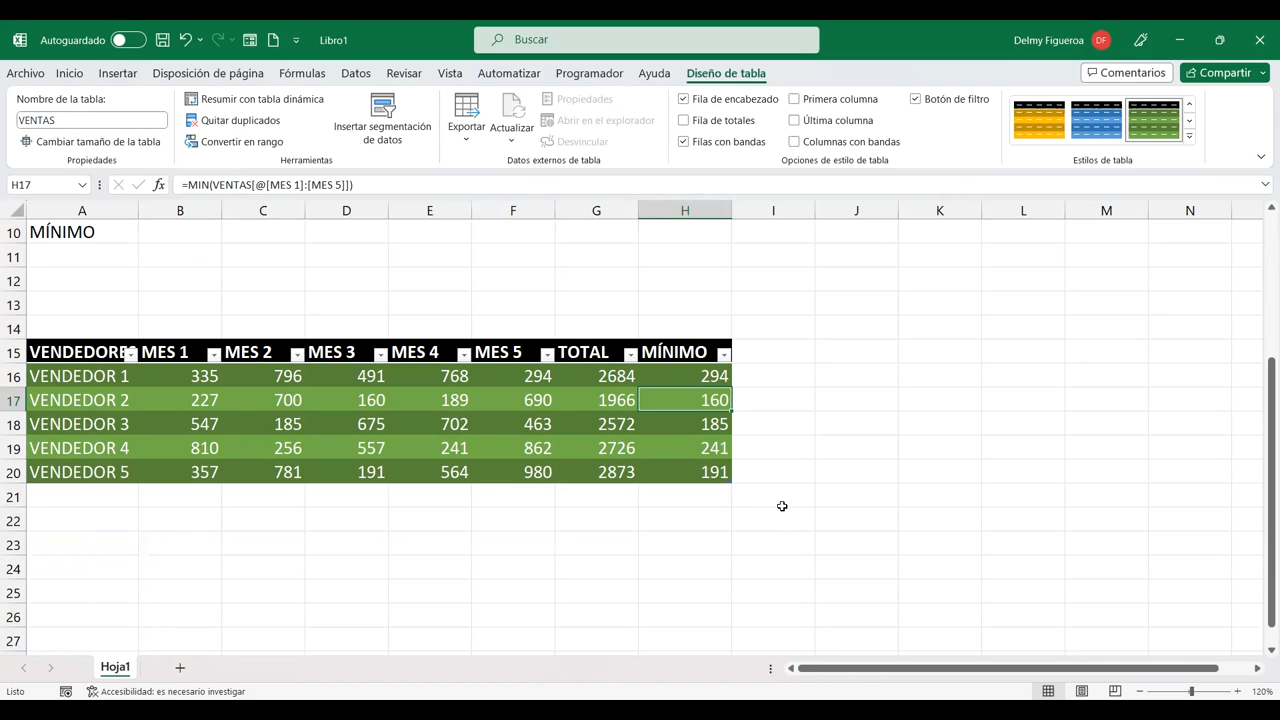 Autoguardado Libro1 Buscar Delmy Figueroa DF
Archivo Inicio Insertar Disposición de página Fórmulas Datos Revisar Vista Automatizar Programador Ayuda Diseño de tabla Comentarios Compartir
Nombre de la tabla: Resumir con tabla dinámica Propiedades Fila de encabezado Primera columna Botón de filtro
VENTAS Quitar duplicados Insertar segmentación de datos Exportar Actualizar Abrir en el explorador Fila de totales Última columna
Cambiar tamaño de la tabla Convertir en rango Desvincular Filas con bandas Columnas con bandas
Propiedades Herramientas Datos externos de tabla Opciones de estilo de tabla Estilos de tabla
H17 fx =MIN(VENTAS[@[MES 1]:[MES 5]])
A B C D E F G H I J K L M N
10 MÍNIMO
11
12
13
14
15 VENDEDORES MES 1 MES 2 MES 3 MES 4 MES 5 TOTAL MÍNIMO
16 VENDEDOR 1 335 796 491 768 294 2684 294
17 VENDEDOR 2 227 700 160 189 690 1966 160
18 VENDEDOR 3 547 185 675 702 463 2572 185
19 VENDEDOR 4 810 256 557 241 862 2726 241
20 VENDEDOR 5 357 781 191 564 980 2873 191
21
22
23
24
25
26
27
Hoja1
Listo Accesibilidad: es necesario investigar 120%